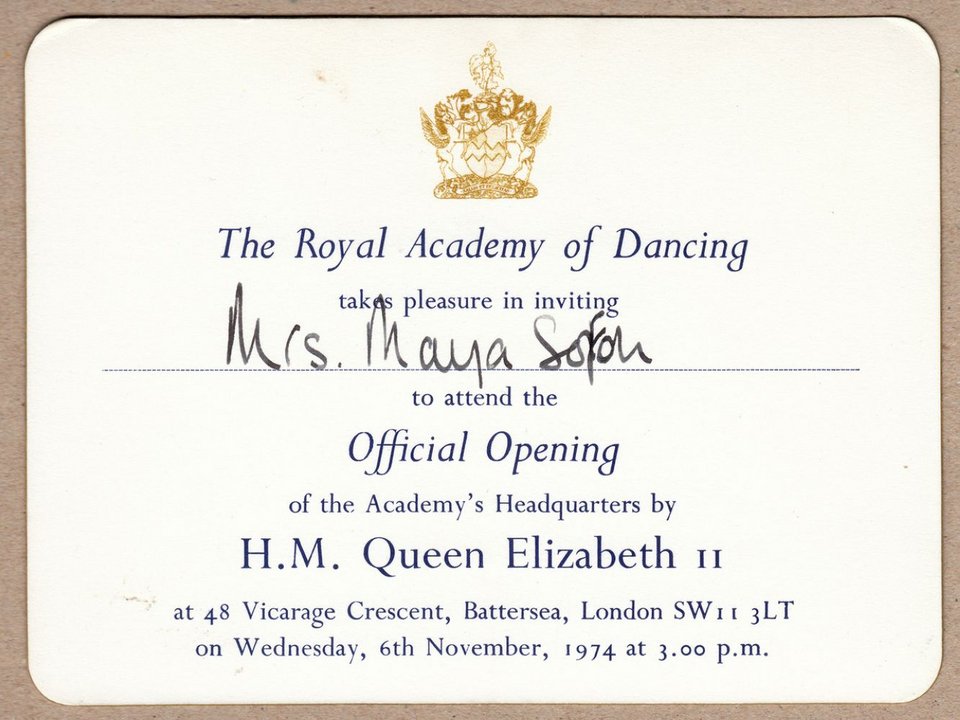 The Royal Academy of Dancing
takes pleasure in inviting
Mrs. Maya
to attend the
Official Opening
of the Academy's Headquarters by
H.M. Queen Elizabeth II
at 48 Vicarage Crescent, Battersea, London SW11 3LT
on Wednesday, 6th November, 1974 at 3.00 p.m.